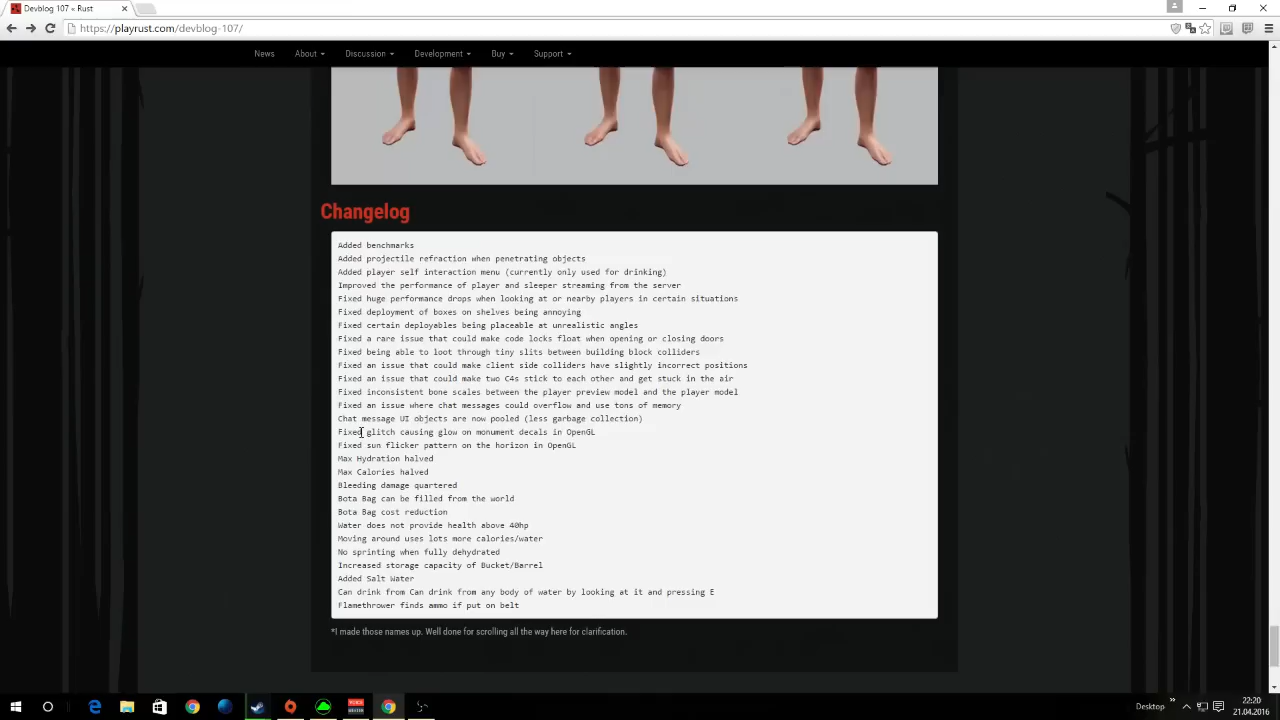 Devblog 107 « Rust
https://playrust.com/devblog-107/
News About Discussion Development Buy Support
Changelog
Added benchmarks
Added projectile refraction when penetrating objects
Added player self interaction menu (currently only used for drinking)
Improved the performance of player and sleeper streaming from the server
Fixed huge performance drops when looking at or nearby players in certain situations
Fixed deployment of boxes on shelves being annoying
Fixed certain deployables being placeable at unrealistic angles
Fixed a rare issue that could make code locks float when opening or closing doors
Fixed being able to loot through tiny slits between building block colliders
Fixed an issue that could make client side colliders have slightly incorrect positions
Fixed an issue that could make two C4s stick to each other and get stuck in the air
Fixed inconsistent bone scales between the player preview model and the player model
Fixed an issue where chat messages could overflow and use tons of memory
Chat message UI objects are now pooled (less garbage collection)
Fixed glitch causing glow on monument decals in OpenGL
Fixed sun flicker pattern on the horizon in OpenGL
Max Hydration halved
Max Calories halved
Bleeding damage quartered
Bota Bag can be filled from the world
Bota Bag cost reduction
Water does not provide health above 40hp
Moving around uses lots more calories/water
No sprinting when fully dehydrated
Increased storage capacity of Bucket/Barrel
Added Salt Water
Can drink from Can drink from any body of water by looking at it and pressing E
Flamethrower finds ammo if put on belt
*I made those names up. Well done for scrolling all the way here for clarification.
Desktop
22:20
21.04.2016